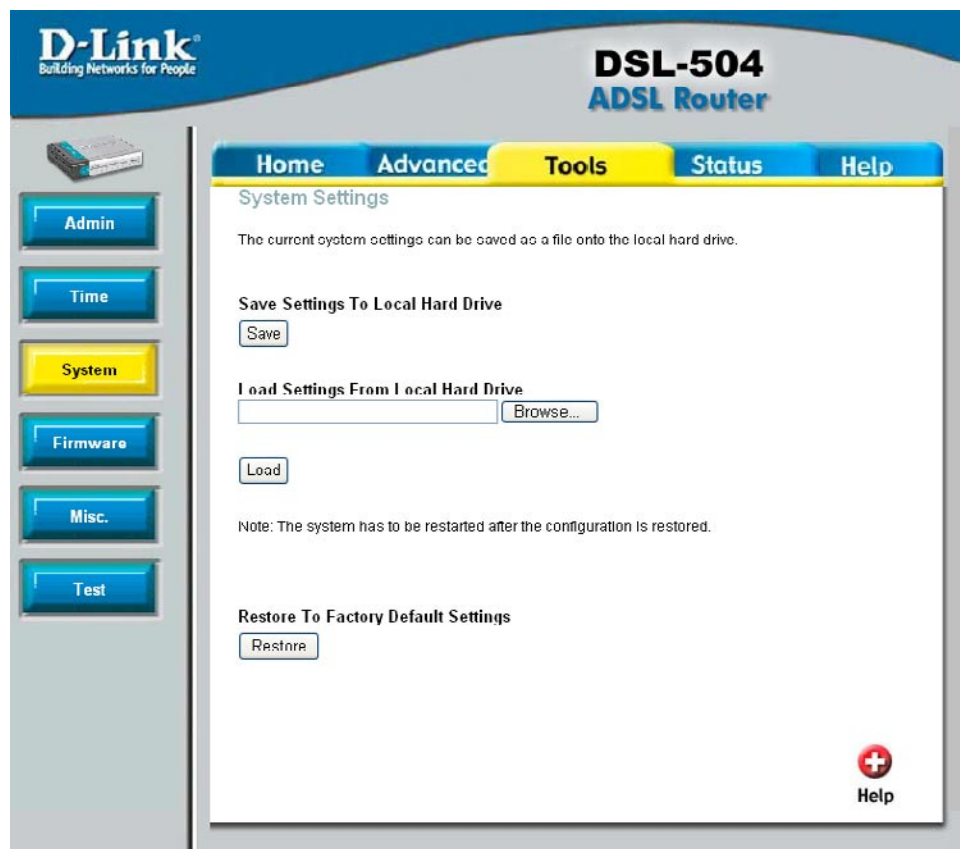 D-Link®
Building Networks for People
DSL-504
ADSL Router
Home Advanced Tools Status Help
Admin
Time
System
Firmware
Misc.
Test
System Settings
The current system settings can be saved as a file onto the local hard drive.
Save Settings To Local Hard Drive
Save
Load Settings From Local Hard Drive
Browse...
Load
Note: The system has to be restarted after the configuration is restored.
Restore To Factory Default Settings
Restore
Help